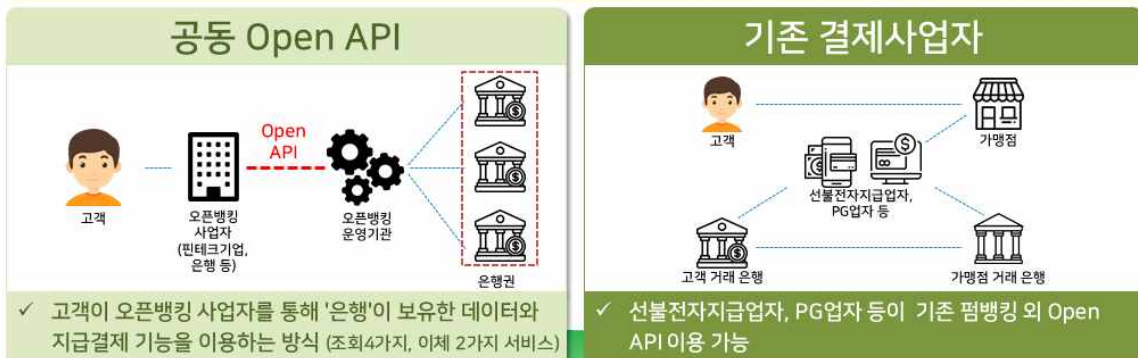 공동 Open API
고객
오픈뱅킹
사업자
(핀테크기업,
은행 등)
Open
API
오픈뱅킹
운영기관
은행권
✓ 고객이 오픈뱅킹 사업자를 통해 '은행'이 보유한 데이터와
지급결제 기능을 이용하는 방식 (조회4가지, 이체 2가지 서비스)
기존 결제사업자
고객
가맹점
선불전자지급업자,
PG업자 등
고객 거래 은행
가맹점 거래 은행
✓ 선불전자지급업자, PG업자 등이 기존 펌뱅킹 외 Open
API 이용 가능